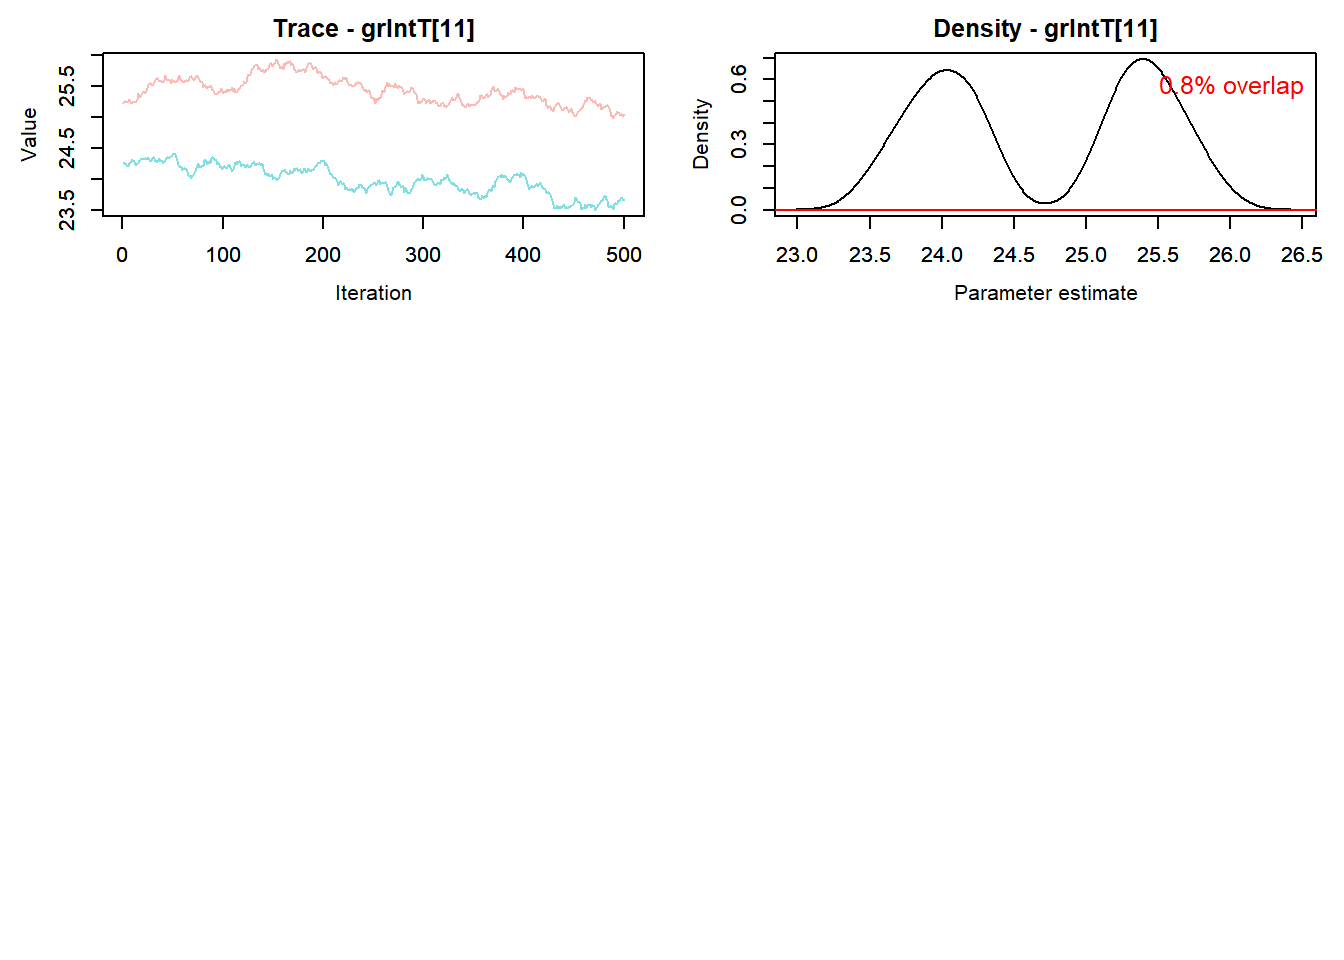 Trace - grIntT[11]
Value
25.5
24.5
23.5
0 100 200 300 400 500
Iteration
Density - grIntT[11]
0.8% overlap
Density
0.6
0.3
0.0
23.0 23.5 24.0 24.5 25.0 25.5 26.0 26.5
Parameter estimate